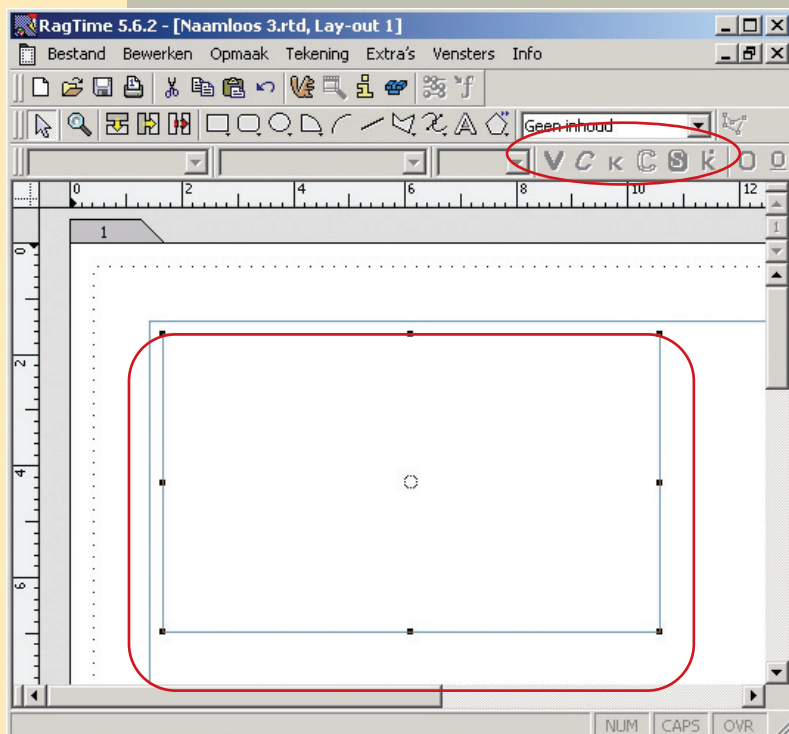 RagTime 5.6.2 - [Naamloos 3.rtd, Lay-out 1]
Bestand Bewerken Opmaak Tekening Extra's Vensters Info
Geen inhoud
V C K C S K O O
0 2 4 6 8 10 12
1
1
0
2
4
6
NUM CAPS OVR